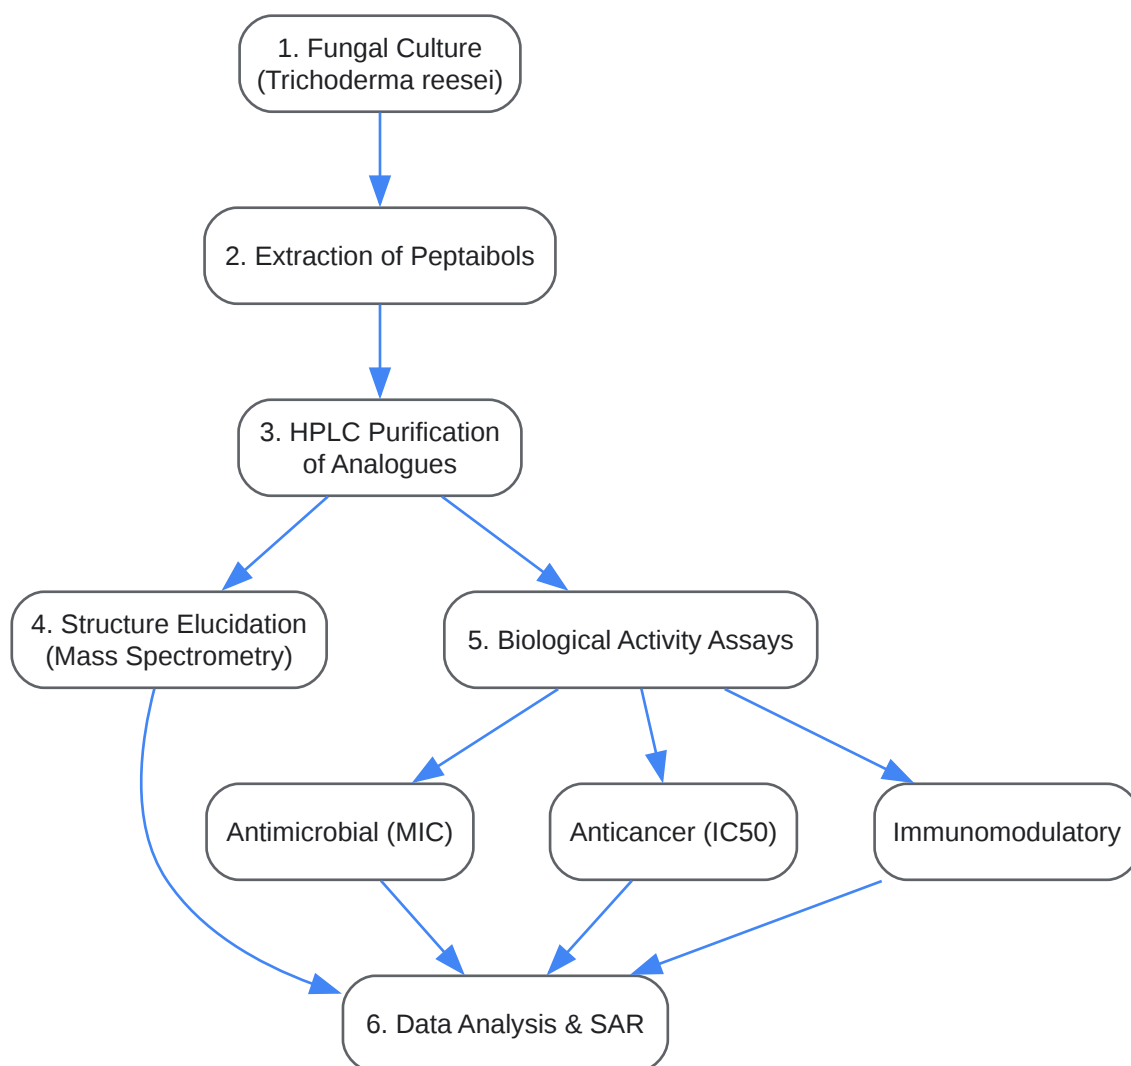 1. Fungal Culture
(Trichoderma reesei)
2. Extraction of Peptaibols
3. HPLC Purification
of Analogues
4. Structure Elucidation
(Mass Spectrometry)
5. Biological Activity Assays
Antimicrobial (MIC)
Anticancer (IC50)
Immunomodulatory
6. Data Analysis & SAR